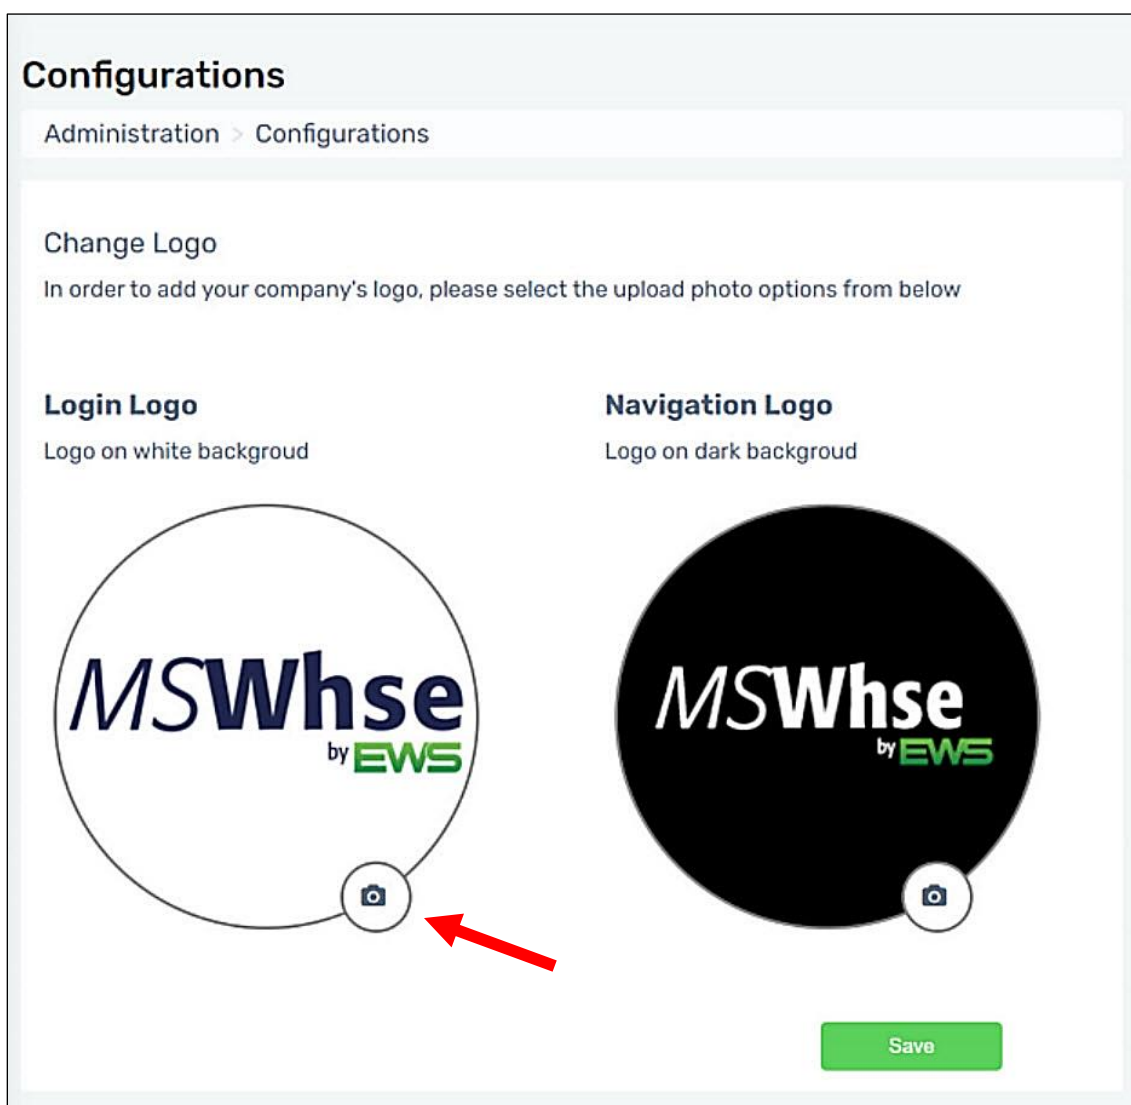 Configurations
Administration > Configurations
Change Logo
In order to add your company's logo, please select the upload photo options from below
Login Logo
Logo on white backgroud
MSWhse
by EWS
Navigation Logo
Logo on dark backgroud
MSWhse
by EWS
Save